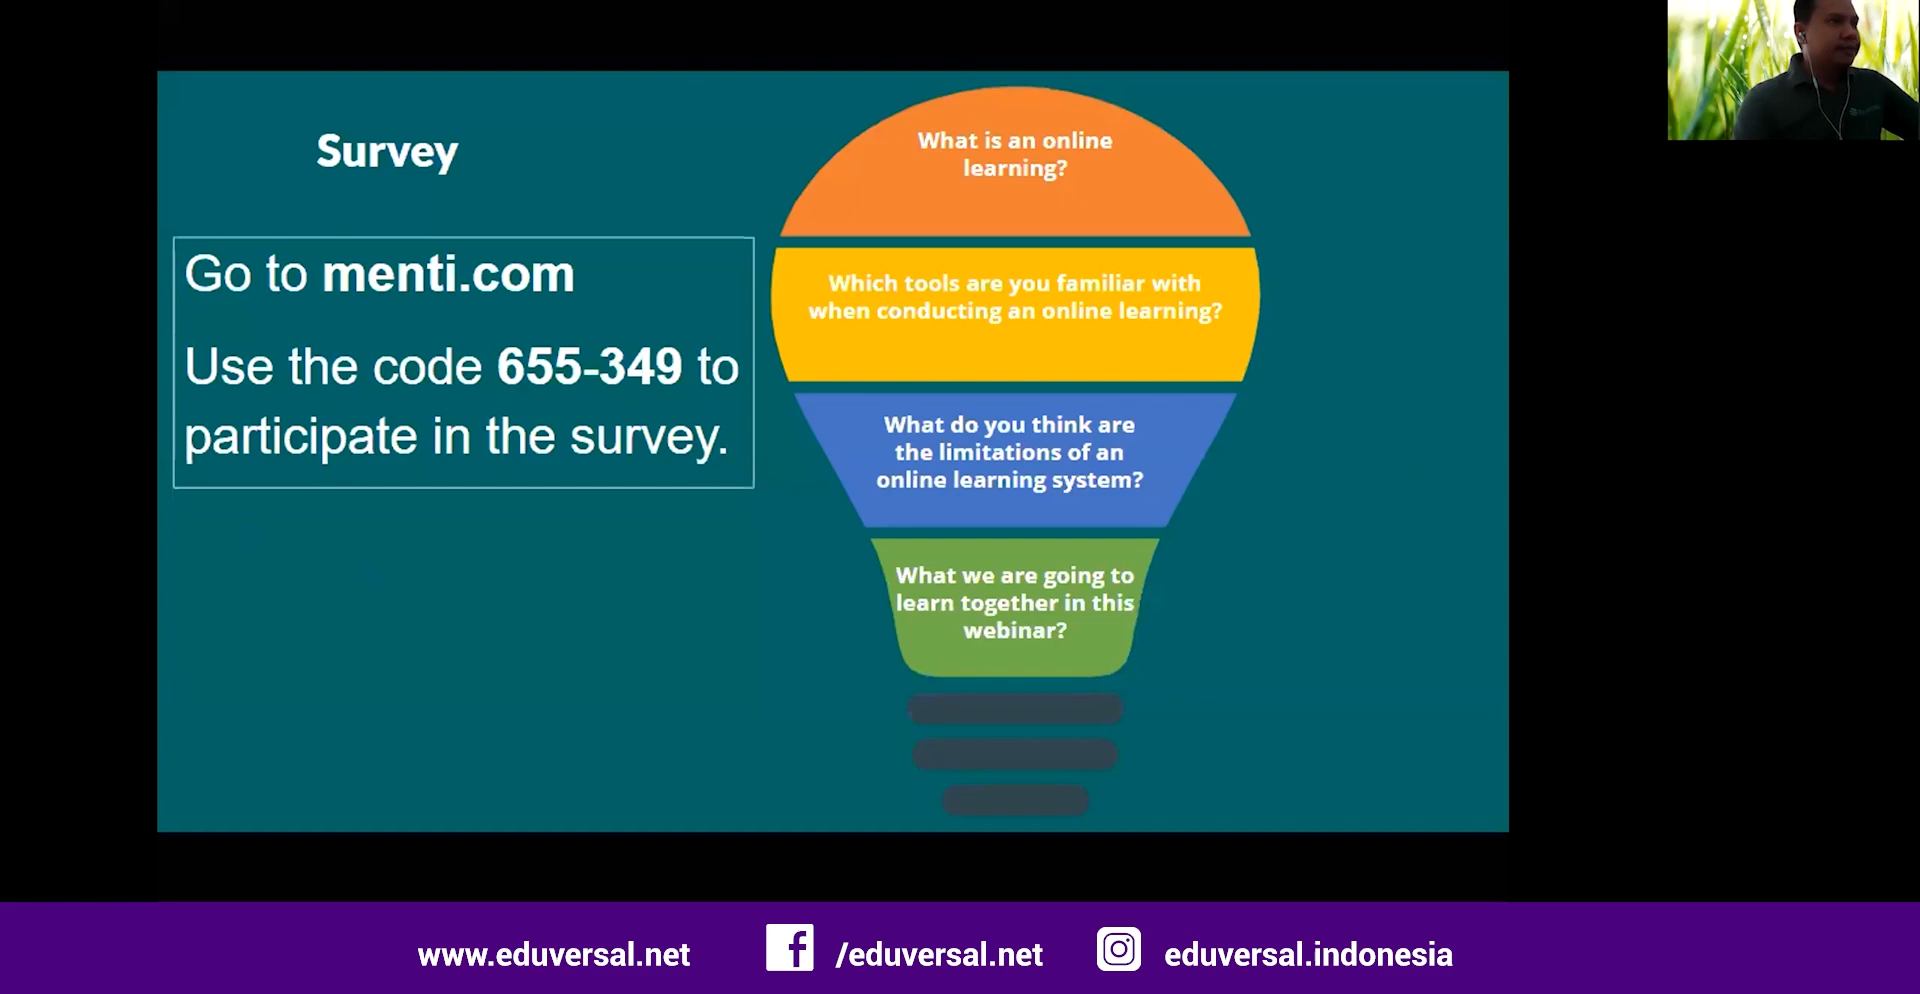 Survey
Go to menti.com
Use the code 655-349 to
participate in the survey.
What is an online
learning?
Which tools are you familiar with
when conducting an online learning?
What do you think are
the limitations of an
online learning system?
What we are going to
learn together in this
webinar?
www.eduversal.net
/eduversal.net
eduversal.indonesia